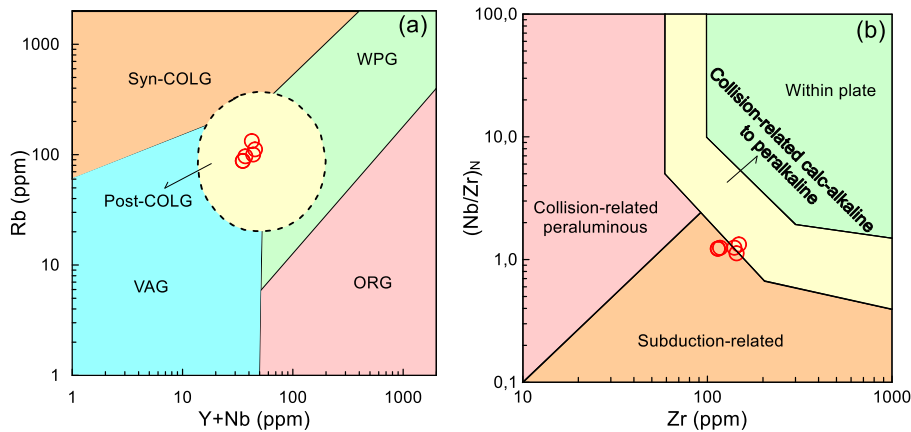 (a)
Syn-COLG
WPG
Post-COLG
VAG
ORG
1000
100
10
1
1
10
100
1000
Rb (ppm)
Y+Nb (ppm)
(b)
Within plate
Collision-related calc-alkaline
to peralkaline
Collision-related
peraluminous
Subduction-related
100,0
10,0
1,0
0,1
10
100
1000
(Nb/Zr)N
Zr (ppm)